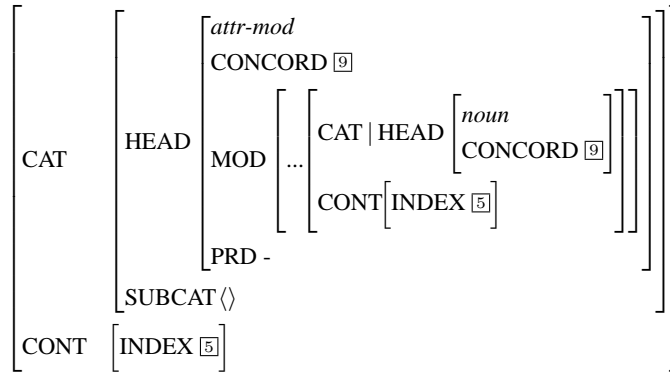 attr-mod
CONCORD 9
HEAD
noun
CAT | HEAD
CONCORD 9
CAT
MOD
...
CONT [INDEX 5]
PRD -
SUBCAT ⟨⟩
CONT [INDEX 5]